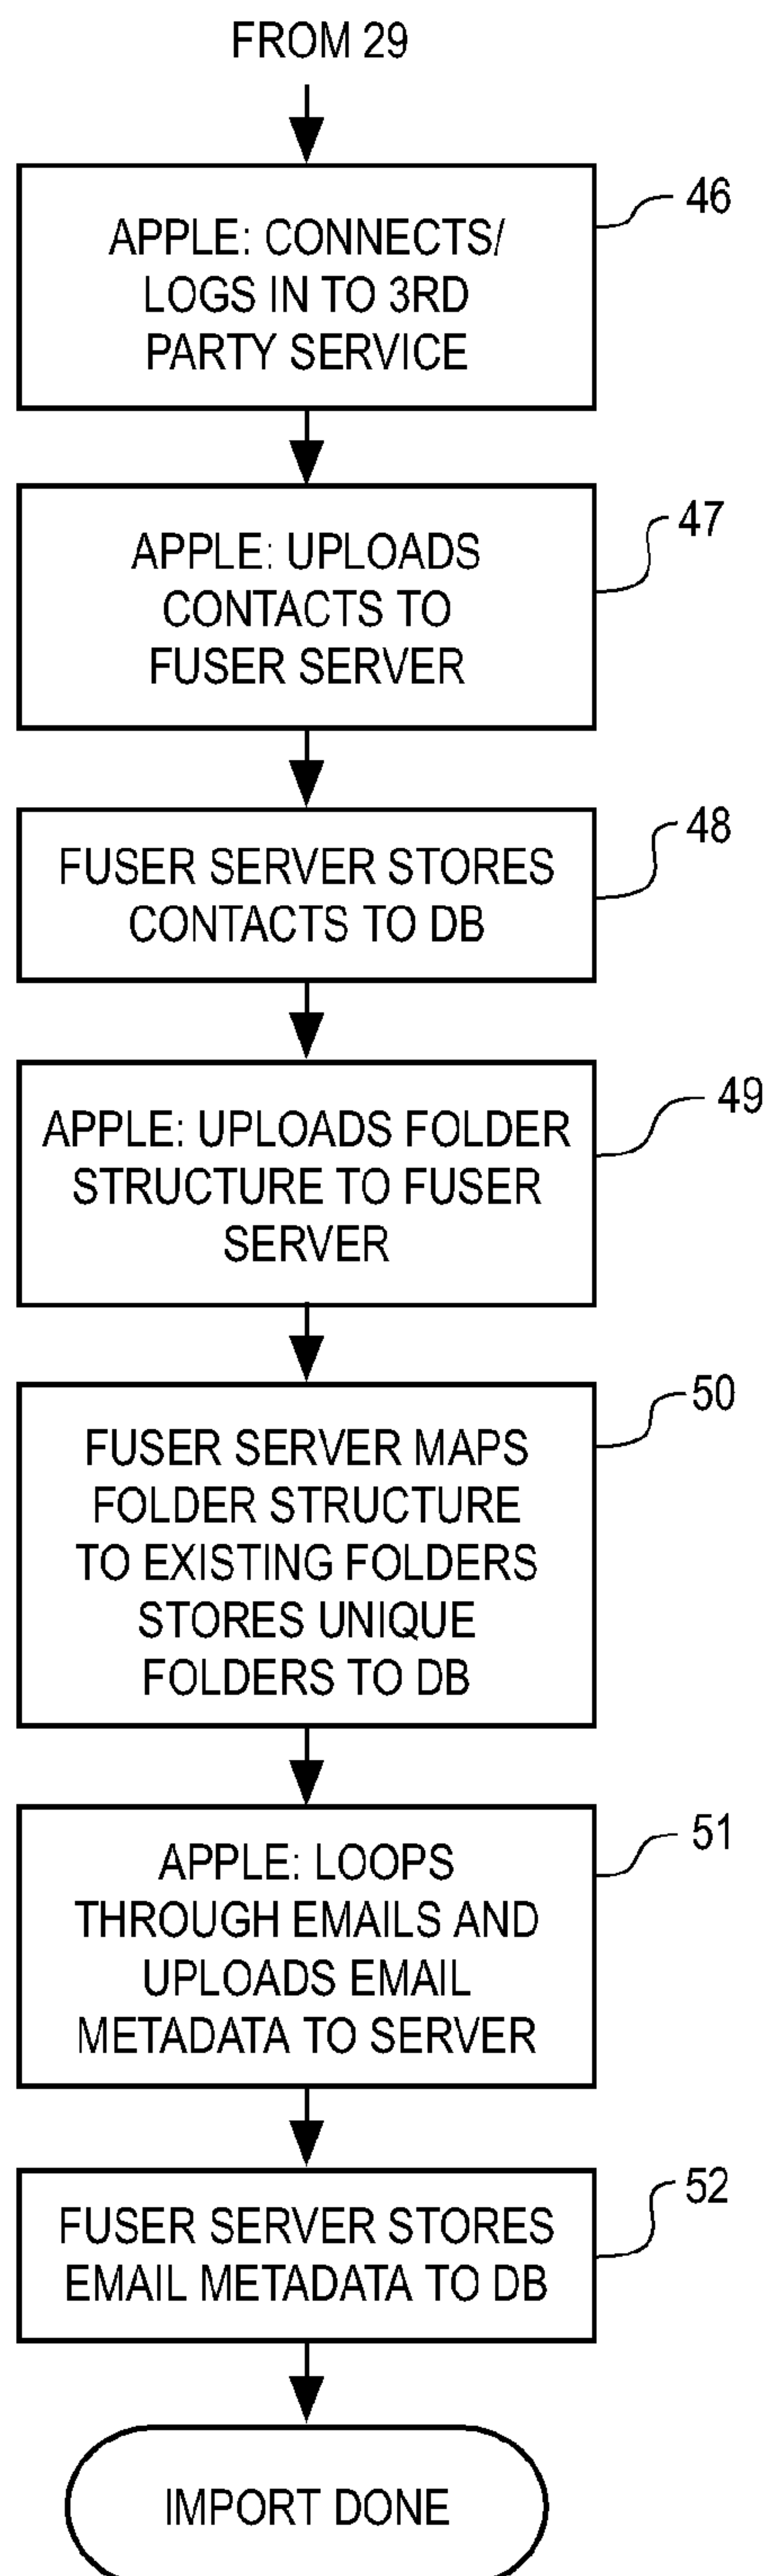 FROM 29
46
APPLE: CONNECTS/
LOGS IN TO 3RD
PARTY SERVICE
47
APPLE: UPLOADS
CONTACTS TO
FUSER SERVER
48
FUSER SERVER STORES
CONTACTS TO DB
49
APPLE: UPLOADS FOLDER
STRUCTURE TO FUSER
SERVER
50
FUSER SERVER MAPS
FOLDER STRUCTURE
TO EXISTING FOLDERS
STORES UNIQUE
FOLDERS TO DB
51
APPLE: LOOPS
THROUGH EMAILS AND
UPLOADS EMAIL
METADATA TO SERVER
52
FUSER SERVER STORES
EMAIL METADATA TO DB
IMPORT DONE